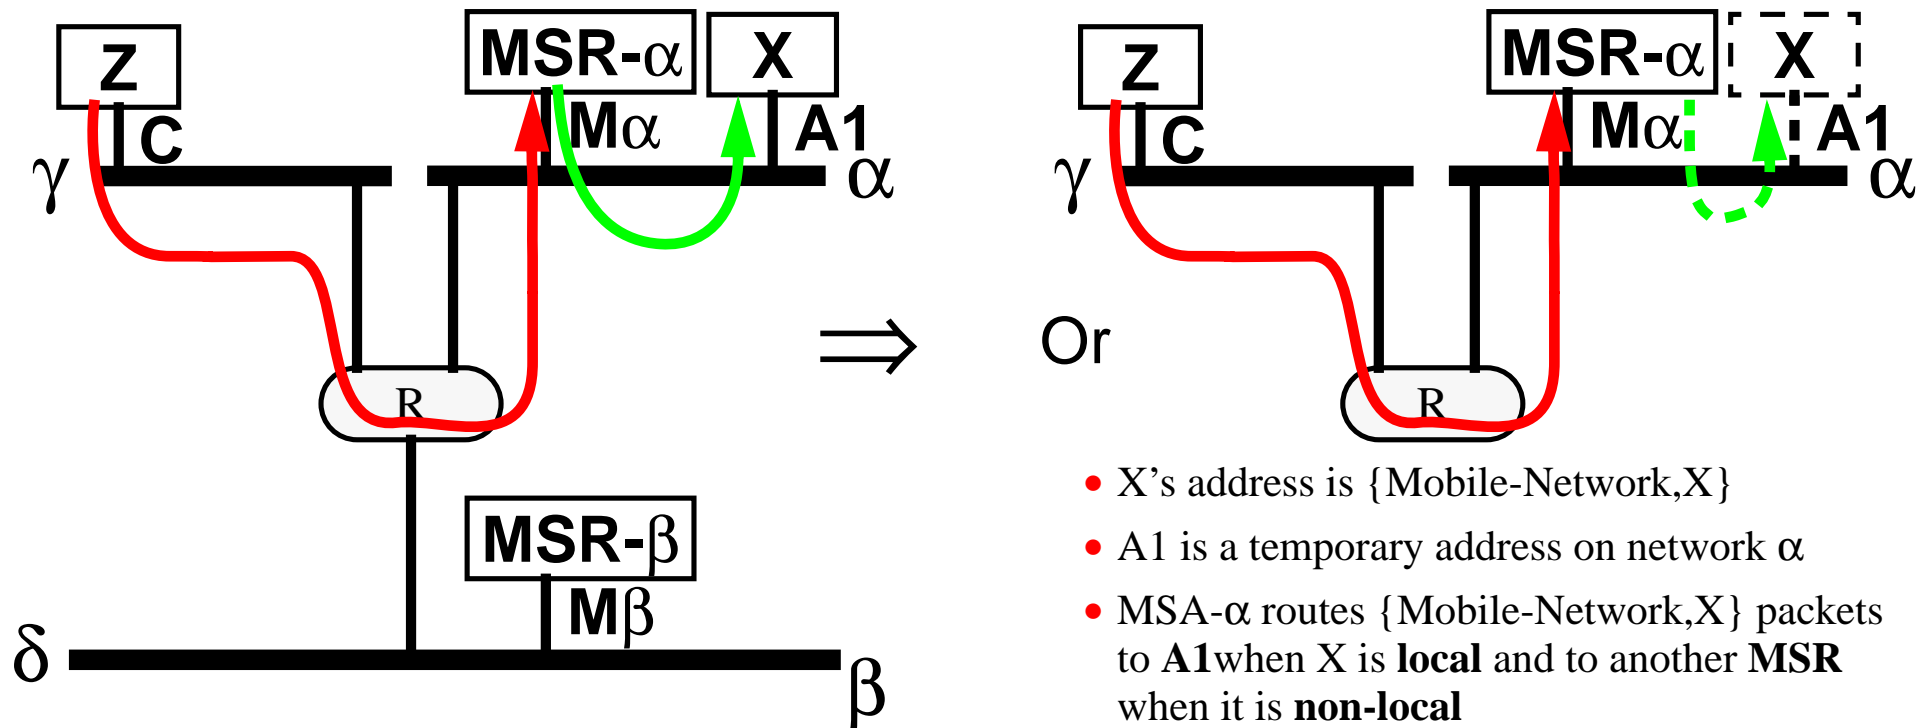 Z
MSR-α
X
C
Mα
A1
γ
α
R
MSR-β
Mβ
δ
β
⇒
Or
Z
MSR-α
X
C
Mα
A1
γ
α
R
• X’s address is {Mobile-Network,X}
• A1 is a temporary address on network α
• MSA-α routes {Mobile-Network,X} packets
to A1when X is local and to another MSR
when it is non-local